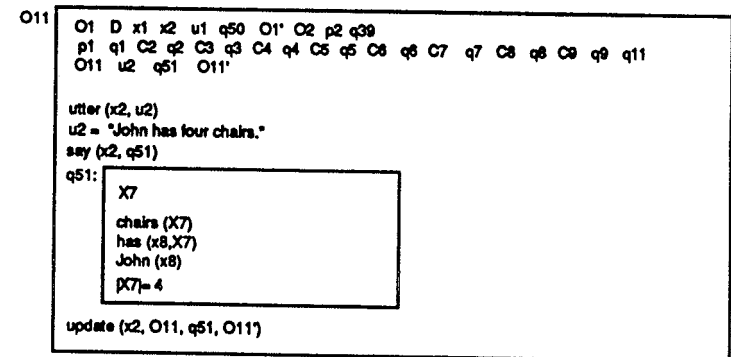 O11
O1 D x1 x2 u1 q50 O1' O2 p2 q39
p1 q1 C2 q2 C3 q3 C4 q4 C5 q5 C6 q6 C7 q7 C8 q8 C9 q9 q11
O11 u2 q51 O11'
utter (x2, u2)
u2 = "John has four chairs."
say (x2, q51)
q51:
X7
chairs (X7)
has (x8,X7)
John (x8)
|X7|= 4
update (x2, O11, q51, O11')